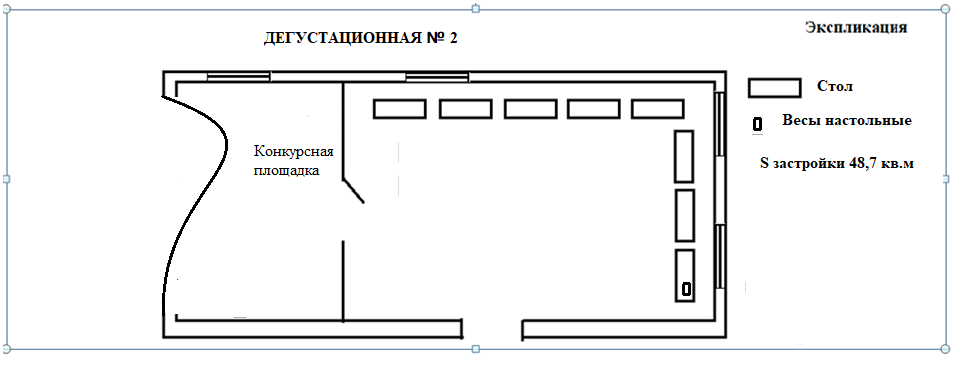 Экспликация
ДЕГУСТАЦИОННАЯ № 2
Стол
Весы настольные
Конкурсная
площадка
S застройки 48,7 кв.м